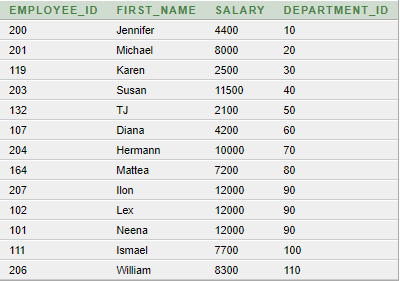 EMPLOYEE_ID FIRST_NAME SALARY DEPARTMENT_ID
200 Jennifer 4400 10
201 Michael 8000 20
119 Karen 2500 30
203 Susan 11500 40
132 TJ 2100 50
107 Diana 4200 60
204 Hermann 10000 70
164 Mattea 7200 80
207 Ilon 12000 90
102 Lex 12000 90
101 Neena 12000 90
111 Ismael 7700 100
206 William 8300 110